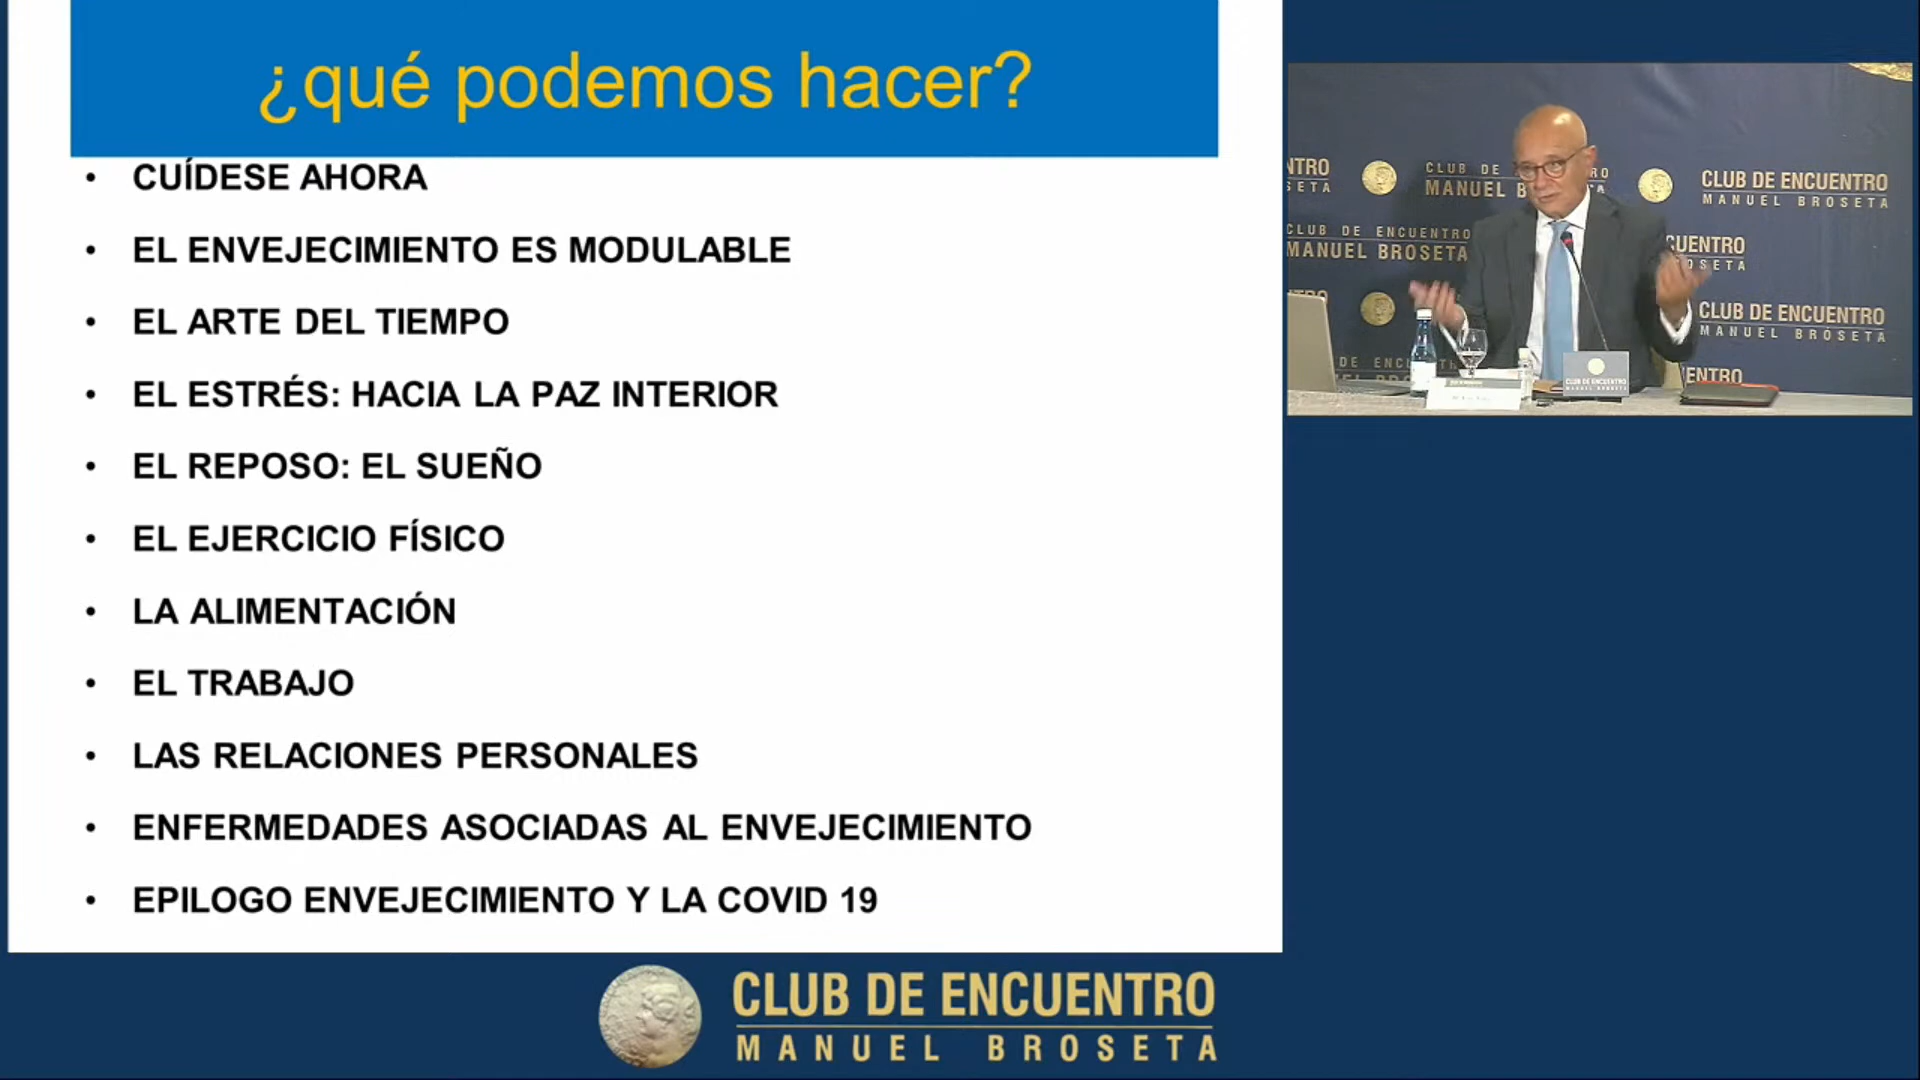 ¿qué podemos hacer?
• CUÍDESE AHORA
• EL ENVEJECIMIENTO ES MODULABLE
• EL ARTE DEL TIEMPO
• EL ESTRÉS: HACIA LA PAZ INTERIOR
• EL REPOSO: EL SUEÑO
• EL EJERCICIO FÍSICO
• LA ALIMENTACIÓN
• EL TRABAJO
• LAS RELACIONES PERSONALES
• ENFERMEDADES ASOCIADAS AL ENVEJECIMIENTO
• EPILOGO ENVEJECIMIENTO Y LA COVID 19
CLUB DE
MANUEL
CLUB DE ENCUENTRO
MANUEL BROSETA
CLUB DE ENCUENTRO
MANUEL BROSETA
CLUB DE ENCUENTRO
MANUEL BROSETA
CLUB DE ENCUENTRO
CLUB DE ENCUENTRO
MANUEL BROSETA